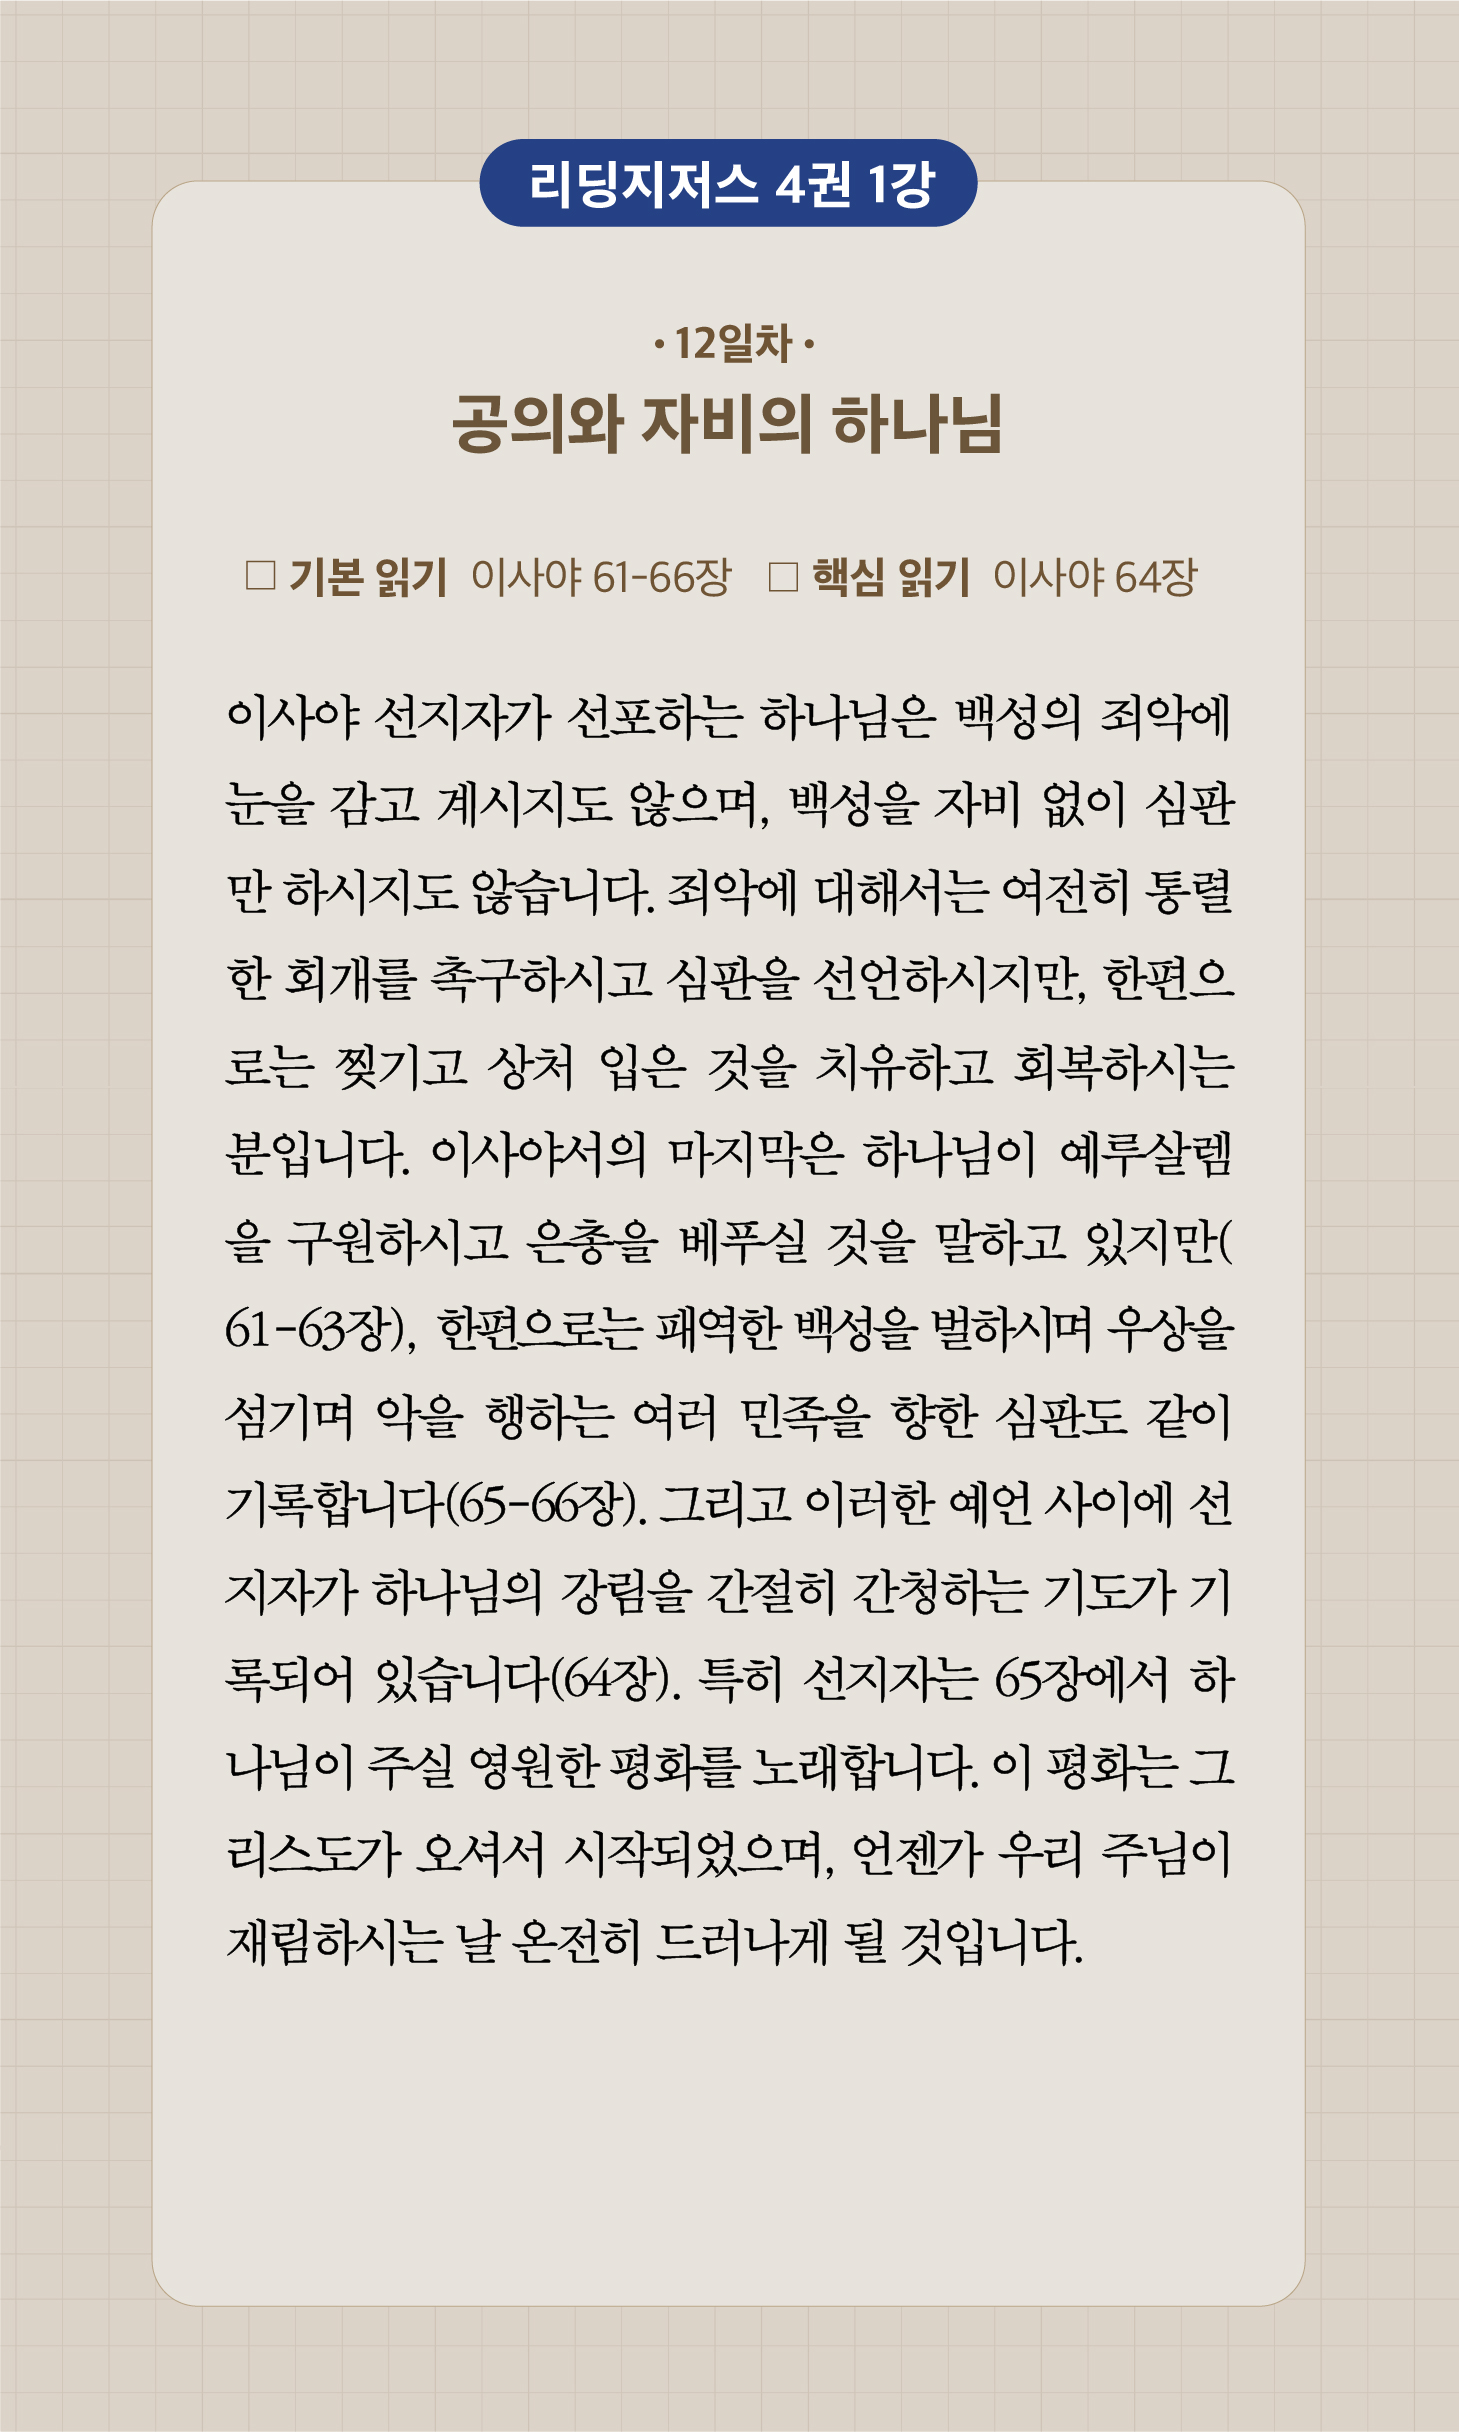 리딩지저스 4권 1강
· 12일차 ·
공의와 자비의 하나님
□ 기본 읽기 이사야 61-66장 □ 핵심 읽기 이사야 64장
이사야 선지자가 선포하는 하나님은 백성의 죄악에
눈을 감고 계시지도 않으며, 백성을 자비 없이 심판
만 하시지도 않습니다. 죄악에 대해서는 여전히 통렬
한 회개를 촉구하시고 심판을 선언하시지만, 한편으
로는 찢기고 상처 입은 것을 치유하고 회복하시는
분입니다. 이사야서의 마지막은 하나님이 예루살렘
을 구원하시고 은총을 베푸실 것을 말하고 있지만(
61-63장), 한편으로는 패역한 백성을 벌하시며 우상을
섬기며 악을 행하는 여러 민족을 향한 심판도 같이
기록합니다(65-66장). 그리고 이러한 예언 사이에 선
지자가 하나님의 강림을 간절히 간청하는 기도가 기
록되어 있습니다(64장). 특히 선지자는 65장에서 하
나님이 주실 영원한 평화를 노래합니다. 이 평화는 그
리스도가 오셔서 시작되었으며, 언젠가 우리 주님이
재림하시는 날 온전히 드러나게 될 것입니다.